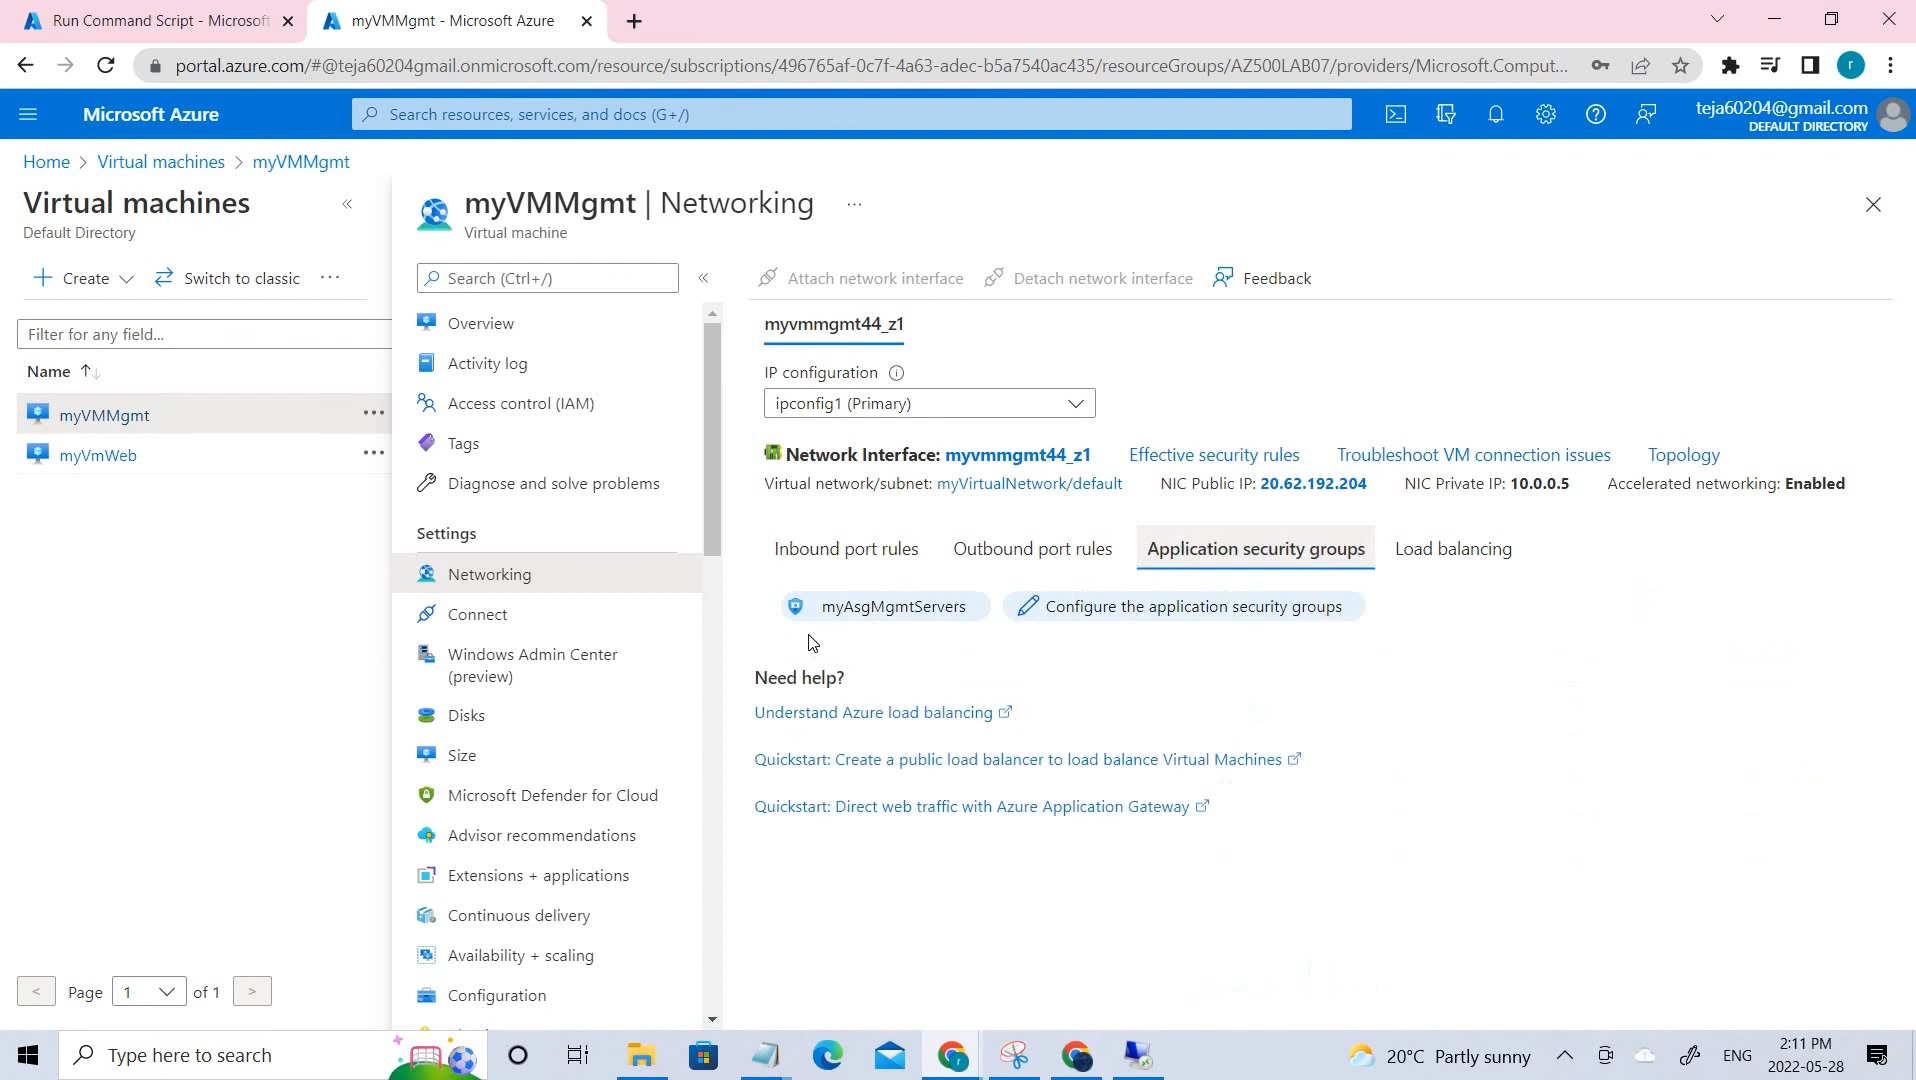 Run Command Script - Microsoft
myVMMgmt - Microsoft Azure
portal.azure.com/#@teja60204gmail.onmicrosoft.com/resource/subscriptions/496765af-0c7f-4a63-adec-b5a7540ac435/resourceGroups/AZ500LAB07/providers/Microsoft.Comput...
r
Microsoft Azure
Search resources, services, and docs (G+/)
teja60204@gmail.com
DEFAULT DIRECTORY
Home > Virtual machines > myVMMgmt
Virtual machines
Default Directory
Create
Switch to classic
Filter for any field...
Name
myVMMgmt
myVmWeb
< Page 1 of 1 >
myVMMgmt | Networking
Virtual machine
Search (Ctrl+/)
Overview
Activity log
Access control (IAM)
Tags
Diagnose and solve problems
Settings
Networking
Connect
Windows Admin Center
(preview)
Disks
Size
Microsoft Defender for Cloud
Advisor recommendations
Extensions + applications
Continuous delivery
Availability + scaling
Configuration
Attach network interface
Detach network interface
Feedback
myvmmgmt44_z1
IP configuration
ipconfig1 (Primary)
Network Interface: myvmmgmt44_z1 Effective security rules Troubleshoot VM connection issues Topology
Virtual network/subnet: myVirtualNetwork/default NIC Public IP: 20.62.192.204 NIC Private IP: 10.0.0.5 Accelerated networking: Enabled
Inbound port rules Outbound port rules Application security groups Load balancing
myAsgMgmtServers
Configure the application security groups
Need help?
Understand Azure load balancing
Quickstart: Create a public load balancer to load balance Virtual Machines
Quickstart: Direct web traffic with Azure Application Gateway
Type here to search
20°C Partly sunny
ENG
2:11 PM
2022-05-28